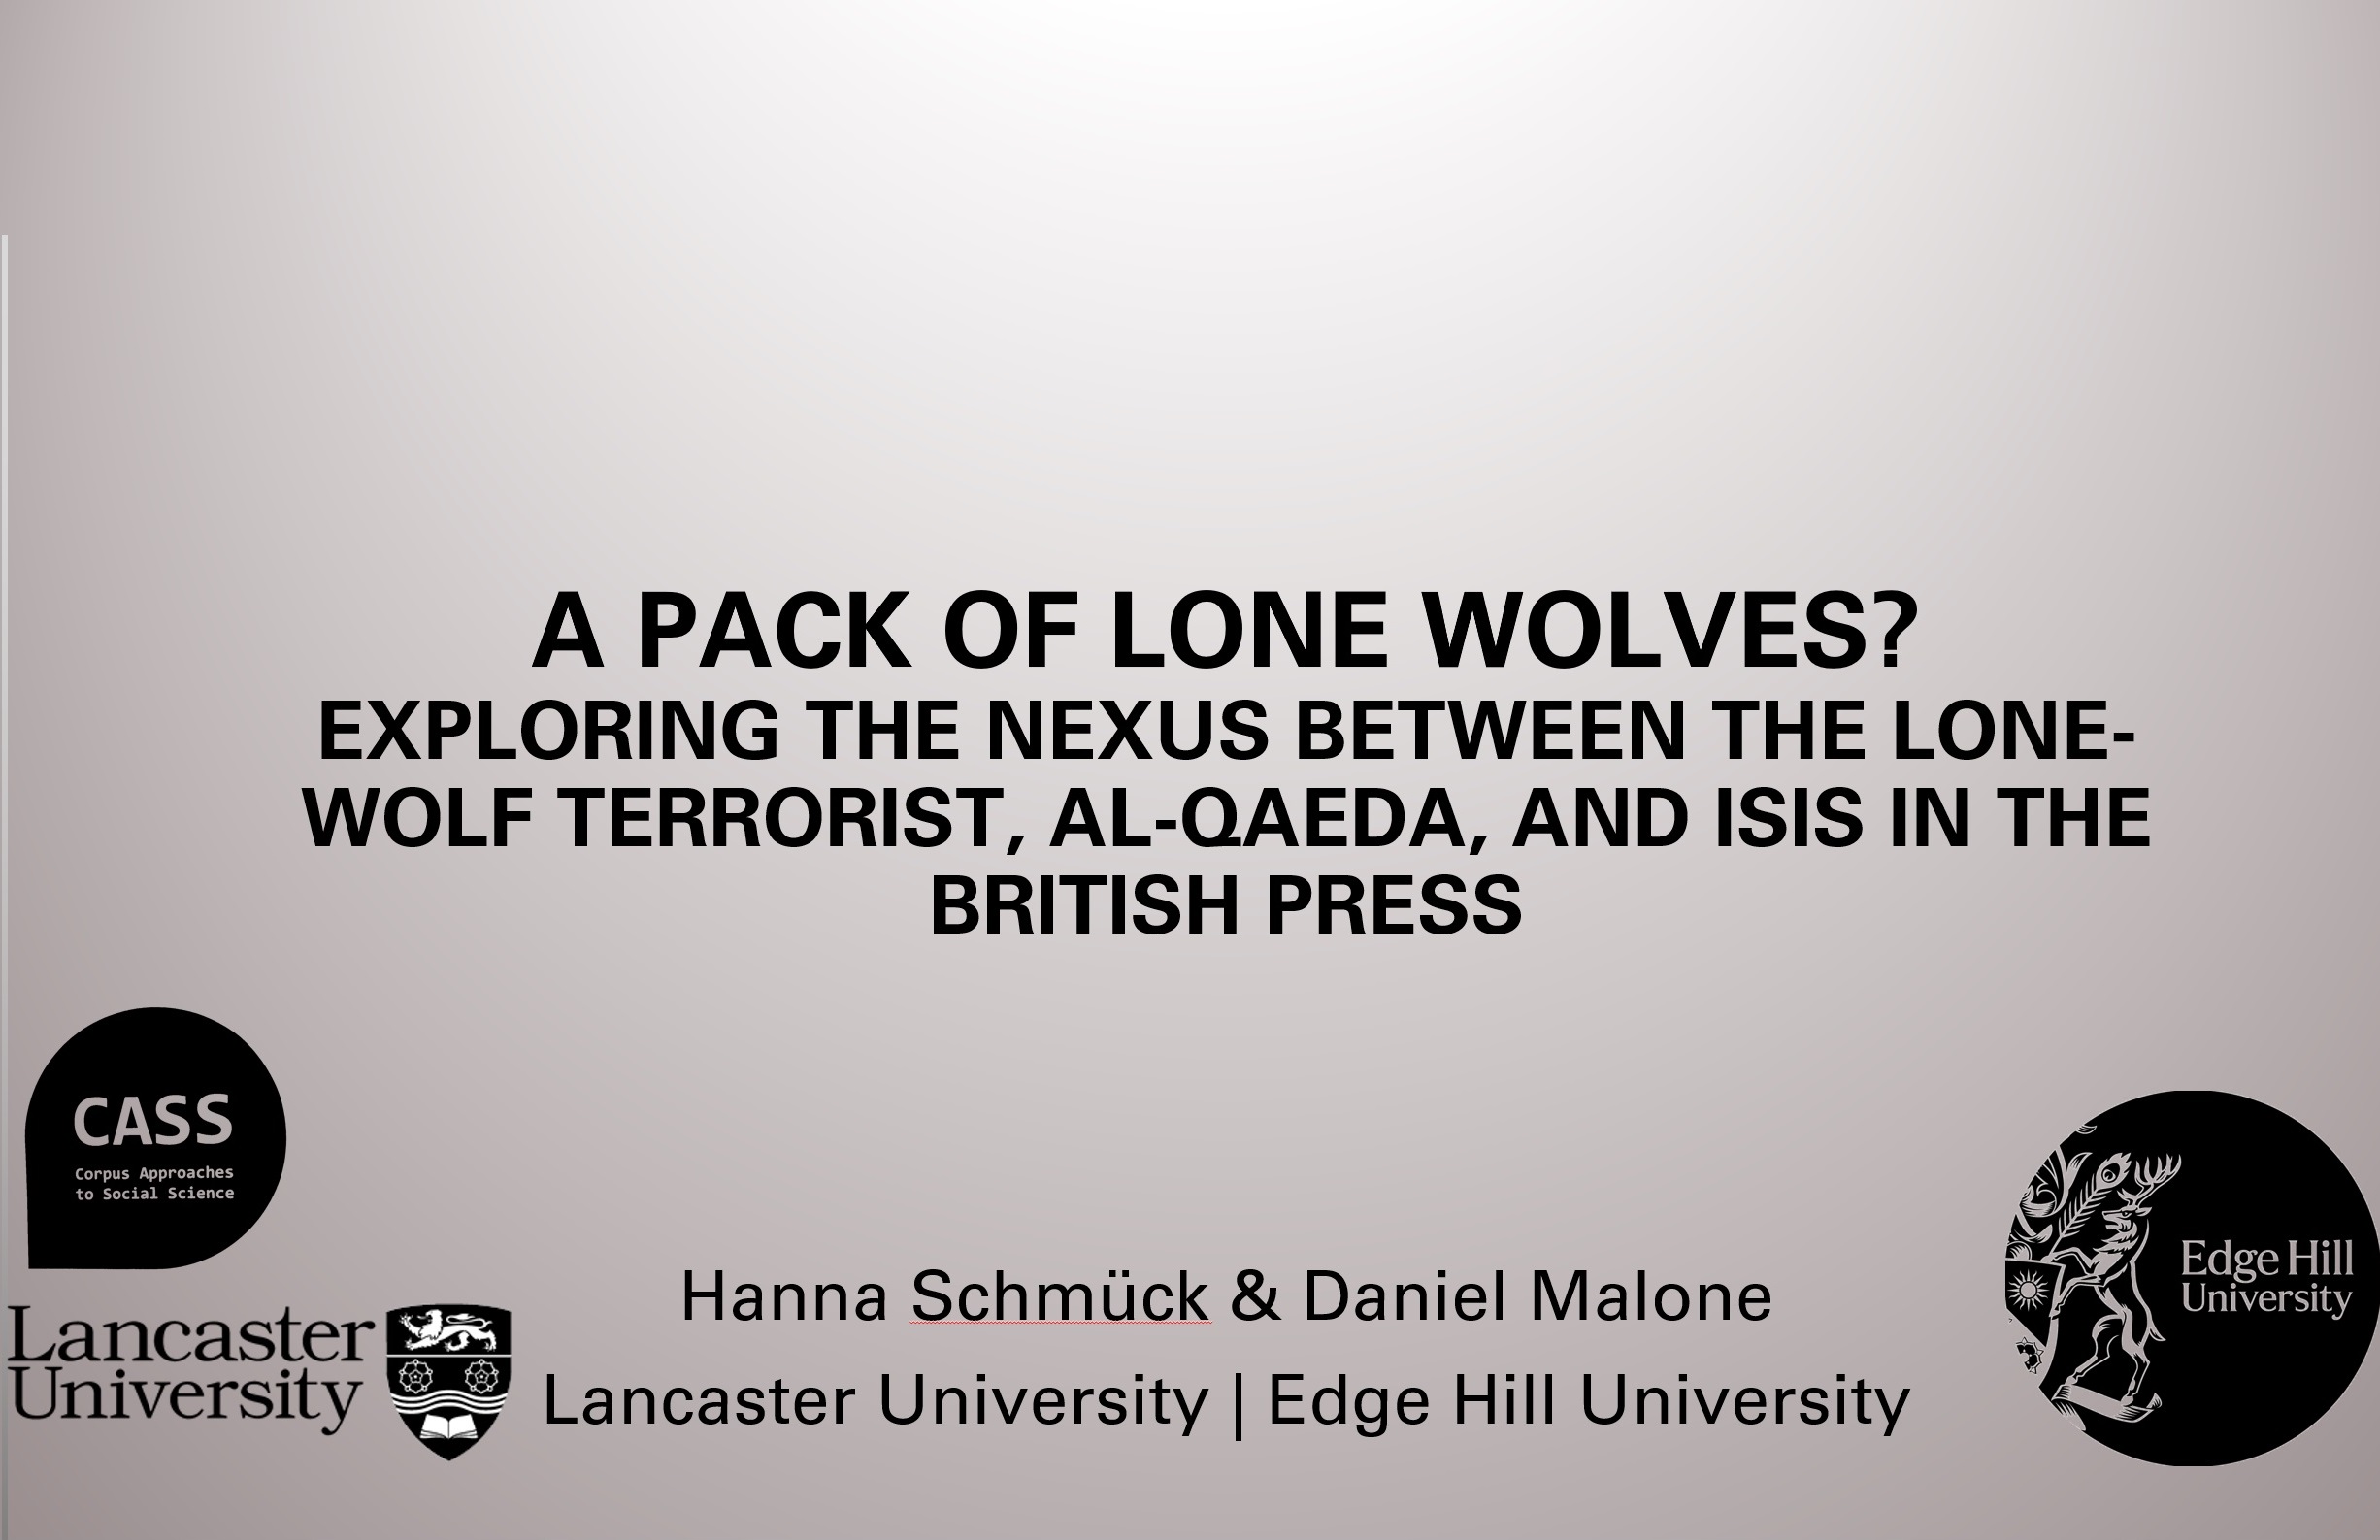 A PACK OF LONE WOLVES?
EXPLORING THE NEXUS BETWEEN THE LONE-
WOLF TERRORIST, AL-QAEDA, AND ISIS IN THE
BRITISH PRESS
CASS
Corpus Approaches
to Social Science
Lancaster
University
Hanna Schmück & Daniel Malone
Lancaster University | Edge Hill University
Edge Hill
University